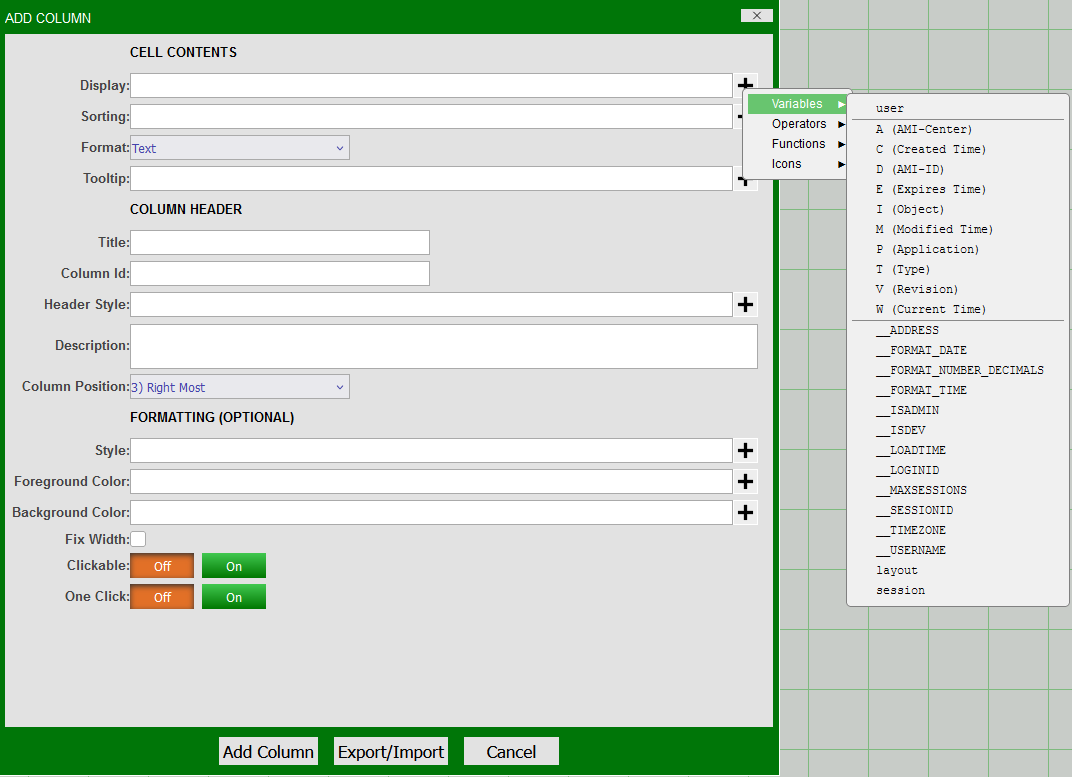 ADD COLUMN
CELL CONTENTS
Display:
Sorting:
Format: Text
Tooltip:
COLUMN HEADER
Title:
Column Id:
Header Style:
Description:
Column Position: 3) Right Most
FORMATTING (OPTIONAL)
Style:
Foreground Color:
Background Color:
Fix Width:
Clickable: Off On
One Click: Off On
Add Column Export/Import Cancel
Variables
Operators
Functions
Icons
user
A (AMI-Center)
C (Created Time)
D (AMI-ID)
E (Expires Time)
I (Object)
M (Modified Time)
P (Application)
T (Type)
V (Revision)
W (Current Time)
__ADDRESS
__FORMAT_DATE
__FORMAT_NUMBER_DECIMALS
__FORMAT_TIME
__ISADMIN
__ISDEV
__LOADTIME
__LOGINID
__MAXSESSIONS
__SESSIONID
__TIMEZONE
__USERNAME
layout
session